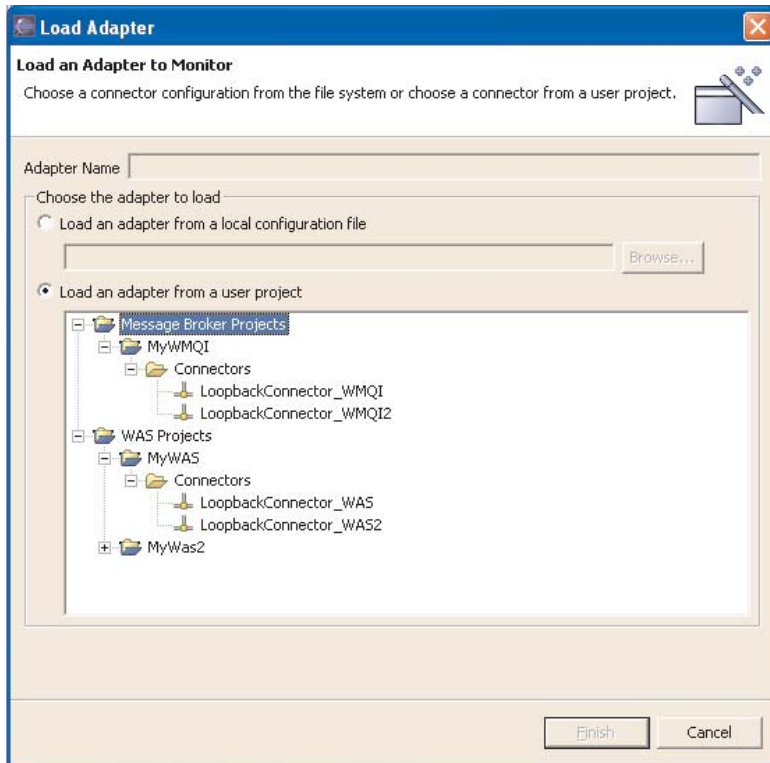 Load Adapter
Load an Adapter to Monitor
Choose a connector configuration from the file system or choose a connector from a user project.
Adapter Name
Choose the adapter to load
Load an adapter from a local configuration file
Browse...
Load an adapter from a user project
Message Broker Projects
MyWMQI
Connectors
LoopbackConnector_WMQI
LoopbackConnector_WMQI2
WAS Projects
MyWAS
Connectors
LoopbackConnector_WAS
LoopbackConnector_WAS2
MyWas2
Finish Cancel